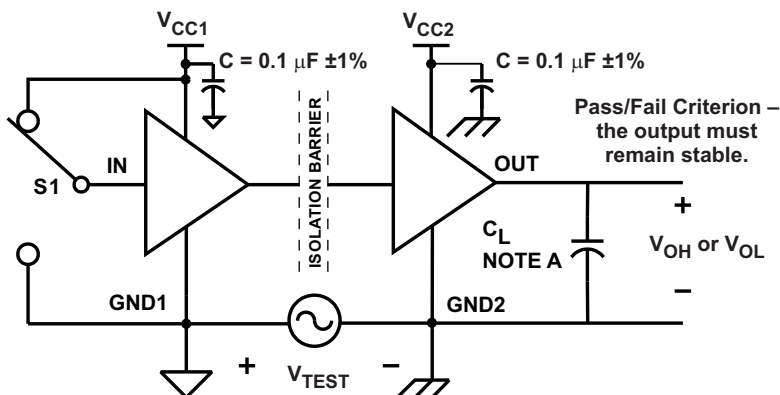 VCC1
C = 0.1 μF ±1%
VCC2
C = 0.1 μF ±1%
Pass/Fail Criterion –
the output must
remain stable.
ISOLATION BARRIER
IN
OUT
S1
CL
NOTE A
+
VOH or VOL
–
GND1
GND2
+
VTEST
–